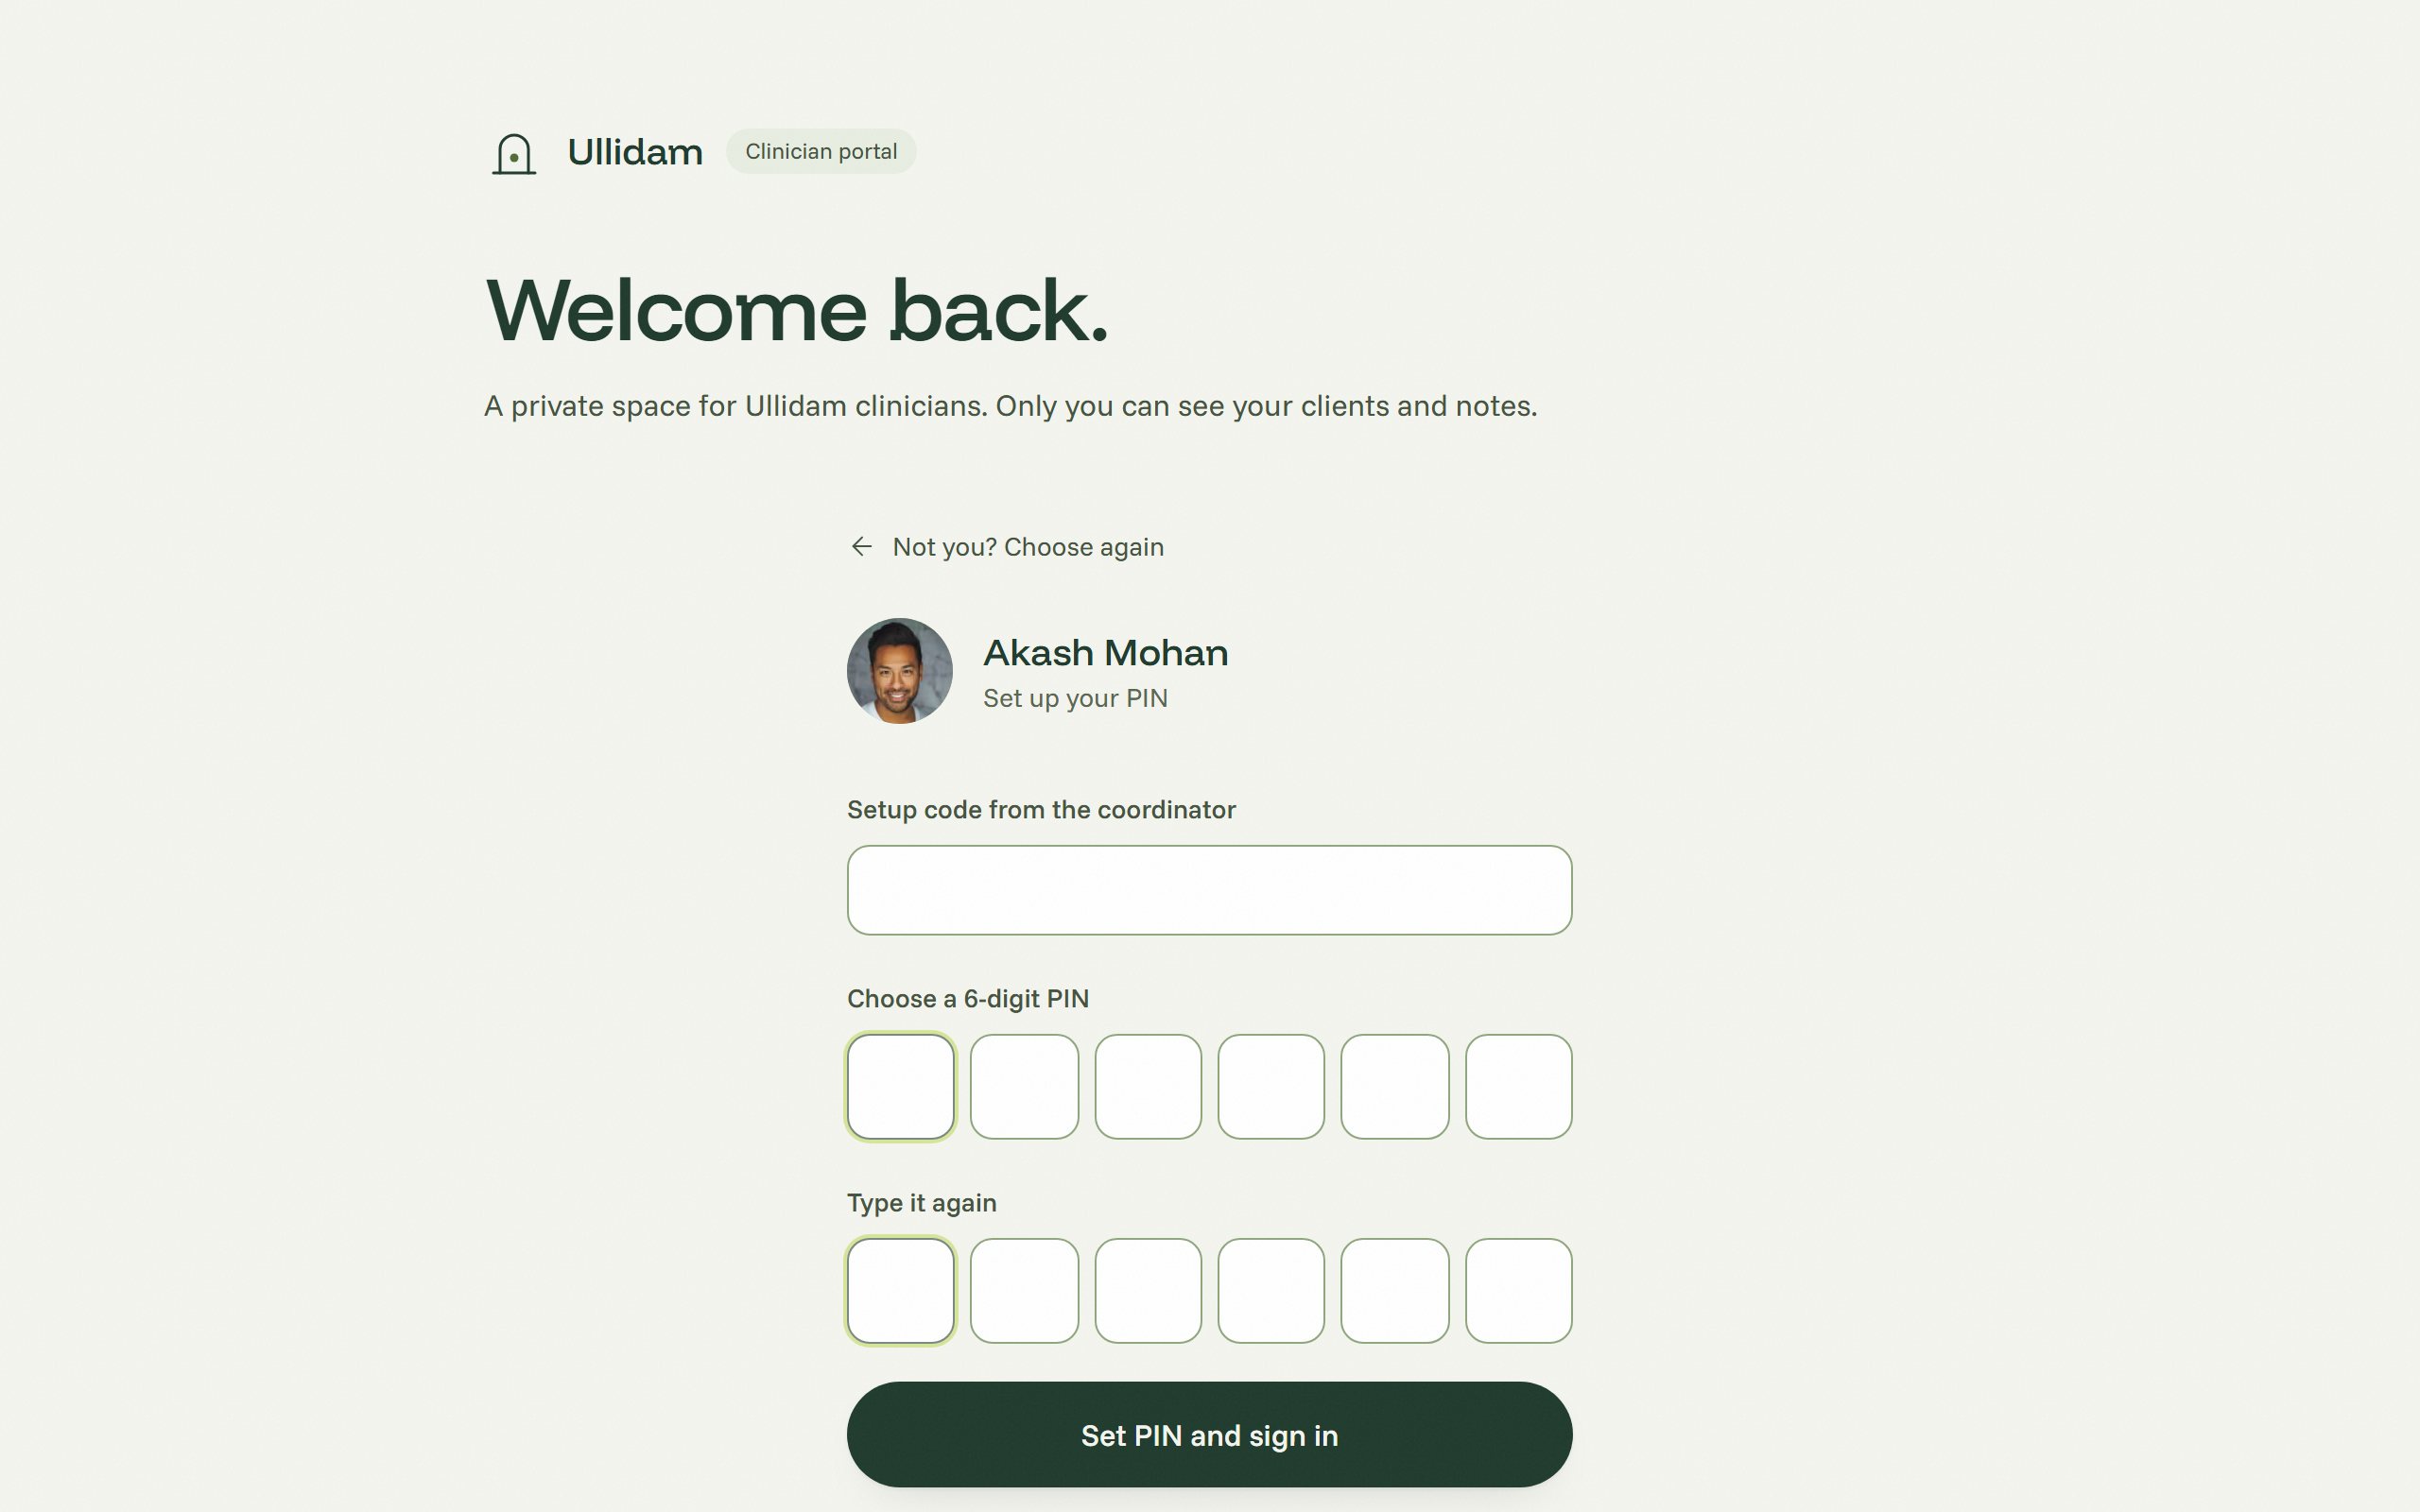 Ullidam
Clinician portal
Welcome back.
A private space for Ullidam clinicians. Only you can see your clients and notes.
← Not you? Choose again
Akash Mohan
Set up your PIN
Setup code from the coordinator
Choose a 6-digit PIN
Type it again
Set PIN and sign in